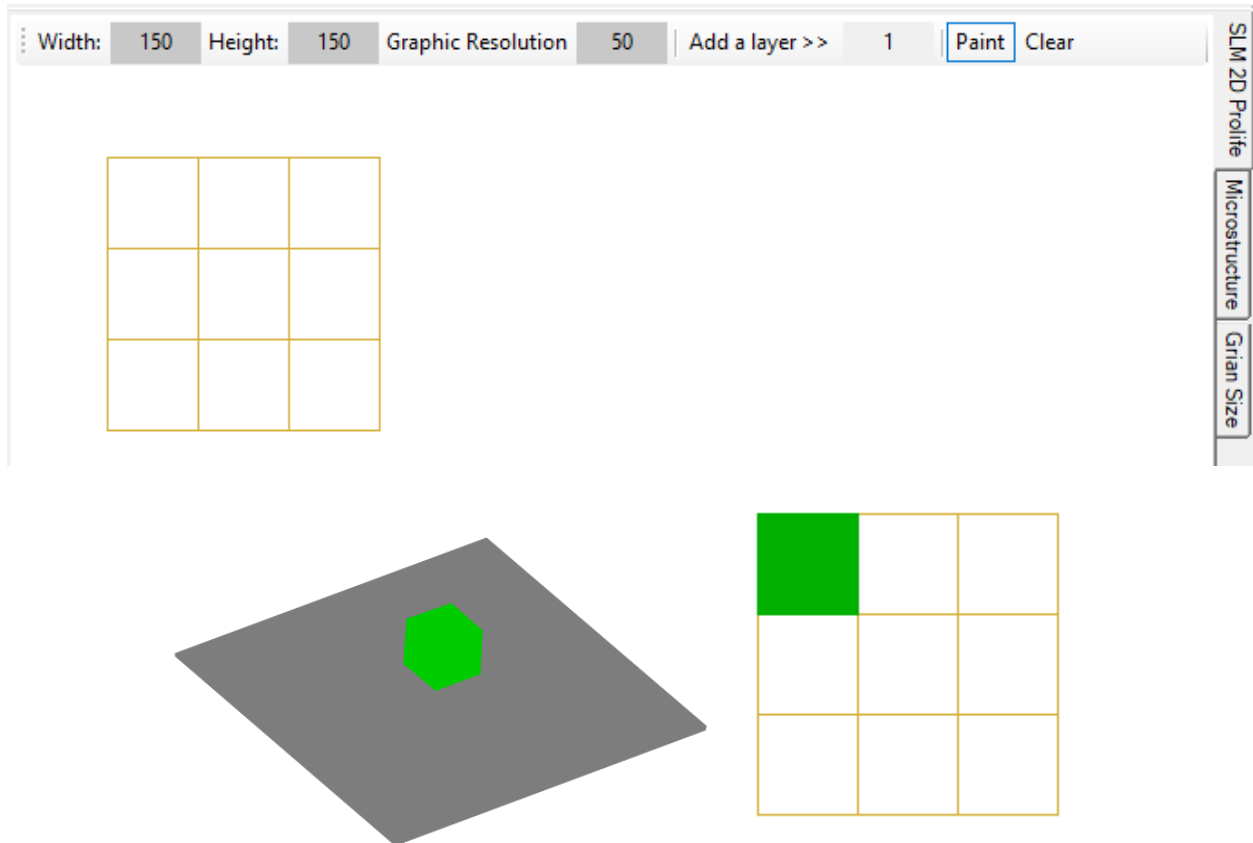 Width: 150 Height: 150 Graphic Resolution 50 Add a layer >> 1 Paint Clear
SLM 2D Prolife
Microstructure
Grian Size